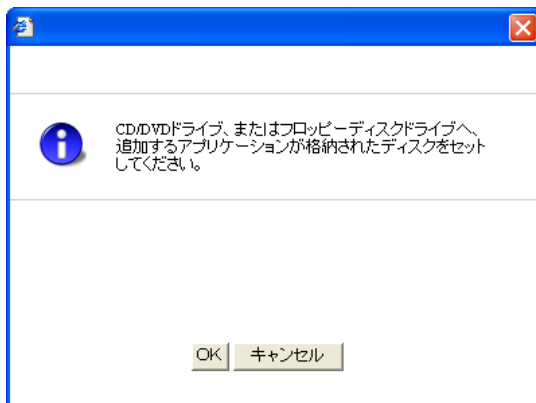 CD/DVDドライブ、またはフロッピーディスクドライブへ、
追加するアプリケーションが格納されたディスクをセット
してください。
OK キャンセル